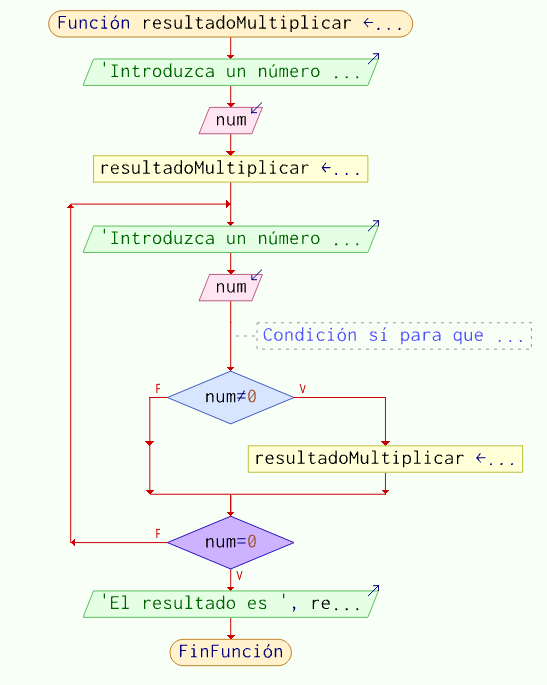 Función resultadoMultiplicar ←...
'Introduzca un número ...
num
resultadoMultiplicar ←...
'Introduzca un número ...
num
Condición sí para que ...
F
V
num≠0
resultadoMultiplicar ←...
F
num=0
V
'El resultado es ', re...
FinFunción